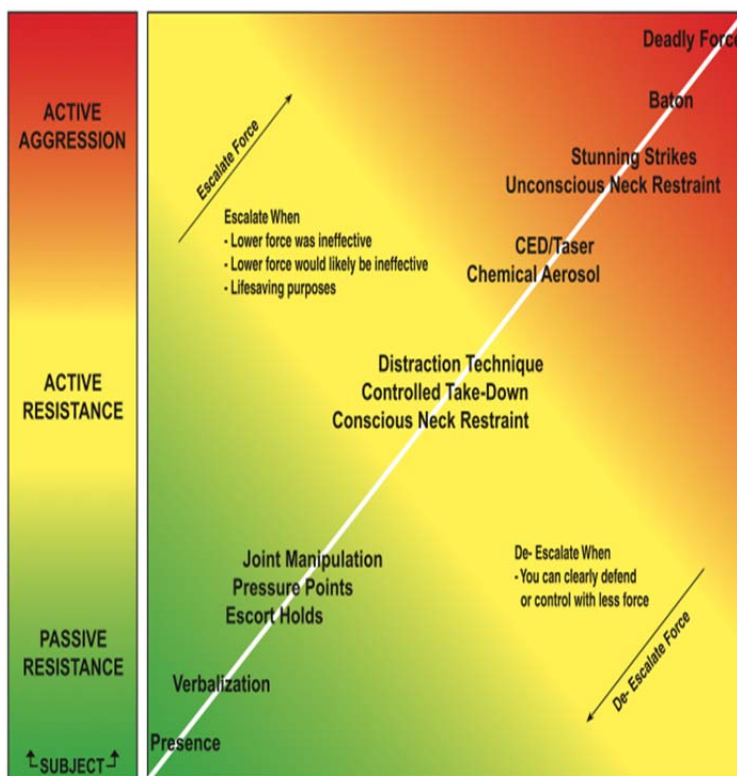 ACTIVE
AGGRESSION
ACTIVE
RESISTANCE
PASSIVE
RESISTANCE
SUBJECT
Deadly Force
Baton
Stunning Strikes
Unconscious Neck Restraint
CED/Taser
Chemical Aerosol
Distraction Technique
Controlled Take-Down
Conscious Neck Restraint
Joint Manipulation
Pressure Points
Escort Holds
Verbalization
Presence
Escalate Force
Escalate When
- Lower force was ineffective
- Lower force would likely be ineffective
- Lifesaving purposes
De- Escalate When
- You can clearly defend
or control with less force
De- Escalate Force